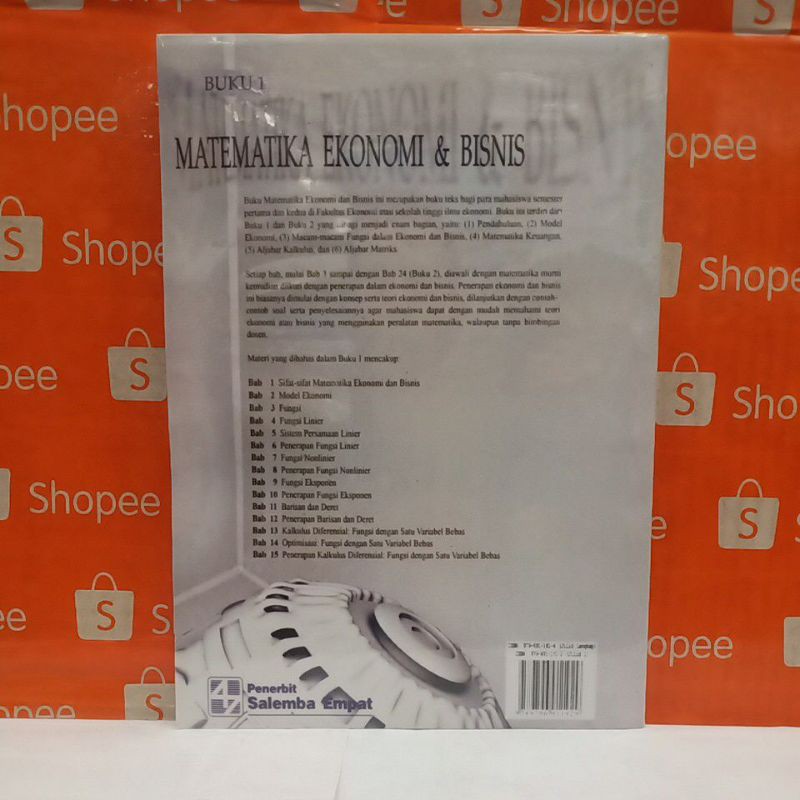 Shopee
Shopee
Shopee
Shopee
BUKU 1
MATEMATIKA EKONOMI & BISNIS
Buku Matematika Ekonomi dan Bisnis ini merupakan buku teks bagi para mahasiswa semester
pertama dan kedua di Fakultas Ekonomi atau sekolah tinggi ilmu ekonomi. Buku ini terdiri dari
Buku 1 dan Buku 2 yang dibagi menjadi enam bagian, yaitu: (1) Pendahuluan, (2) Model
Ekonomi, (3) Macam-macam Fungsi dalam Ekonomi dan Bisnis, (4) Matematika Keuangan,
(5) Aljabar Kalkulus, dan (6) Aljabar Matriks.
Setiap bab, mulai Bab 3 sampai dengan Bab 24 (Buku 2), diawali dengan matematika murni
kemudian diikuti dengan penerapan dalam ekonomi dan bisnis. Penerapan ekonomi dan bisnis
ini biasanya dimulai dengan konsep serta teori ekonomi dan bisnis, dilanjutkan dengan contoh-
contoh soal serta penyelesaiannya agar mahasiswa dapat dengan mudah memahami teori
ekonomi atau bisnis yang menggunakan peralatan matematika, walaupun tanpa bimbingan
dosen.
Materi yang dibahas dalam Buku 1 mencakup:
Bab 1 Sifat-sifat Matematika Ekonomi dan Bisnis
Bab 2 Model Ekonomi
Bab 3 Fungsi
Bab 4 Fungsi Linier
Bab 5 Sistem Persamaan Linier
Bab 6 Penerapan Fungsi Linier
Bab 7 Fungsi Nonlinier
Bab 8 Penerapan Fungsi Nonlinier
Bab 9 Fungsi Eksponen
Bab 10 Penerapan Fungsi Eksponen
Bab 11 Barisan dan Deret
Bab 12 Penerapan Barisan dan Deret
Bab 13 Kalkulus Diferensial: Fungsi dengan Satu Variabel Bebas
Bab 14 Optimisasi: Fungsi dengan Satu Variabel Bebas
Bab 15 Penerapan Kalkulus Diferensial: Fungsi dengan Satu Variabel Bebas
Penerbit
Salemba Empat